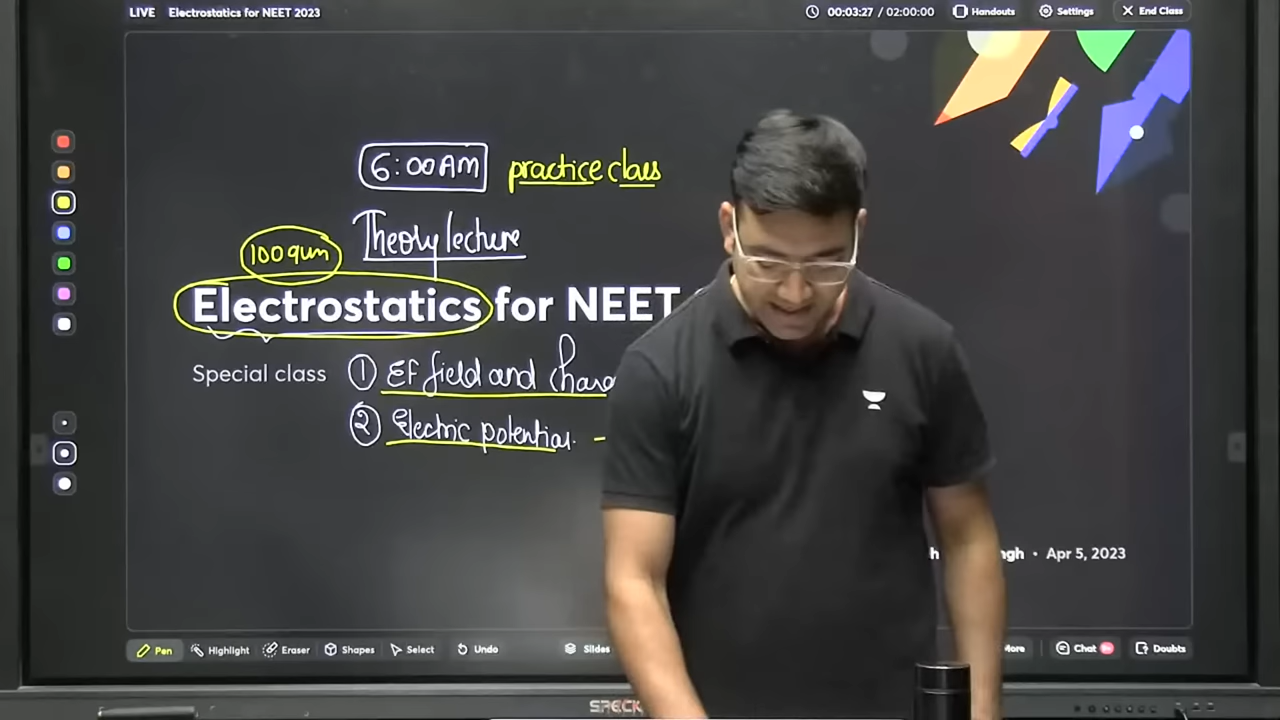 LIVE Electrostatics for NEET 2023 00:03:27 / 02:00:00 Handouts Settings End Class
6:00AM practice class
Theory lecture
100 qum
Electrostatics for NEET
Special class
① EF field and
② Electric potential. -
Apr 5, 2023
Pen Highlight Eraser Shapes Select Undo Slides Chat Doubts
SPECK